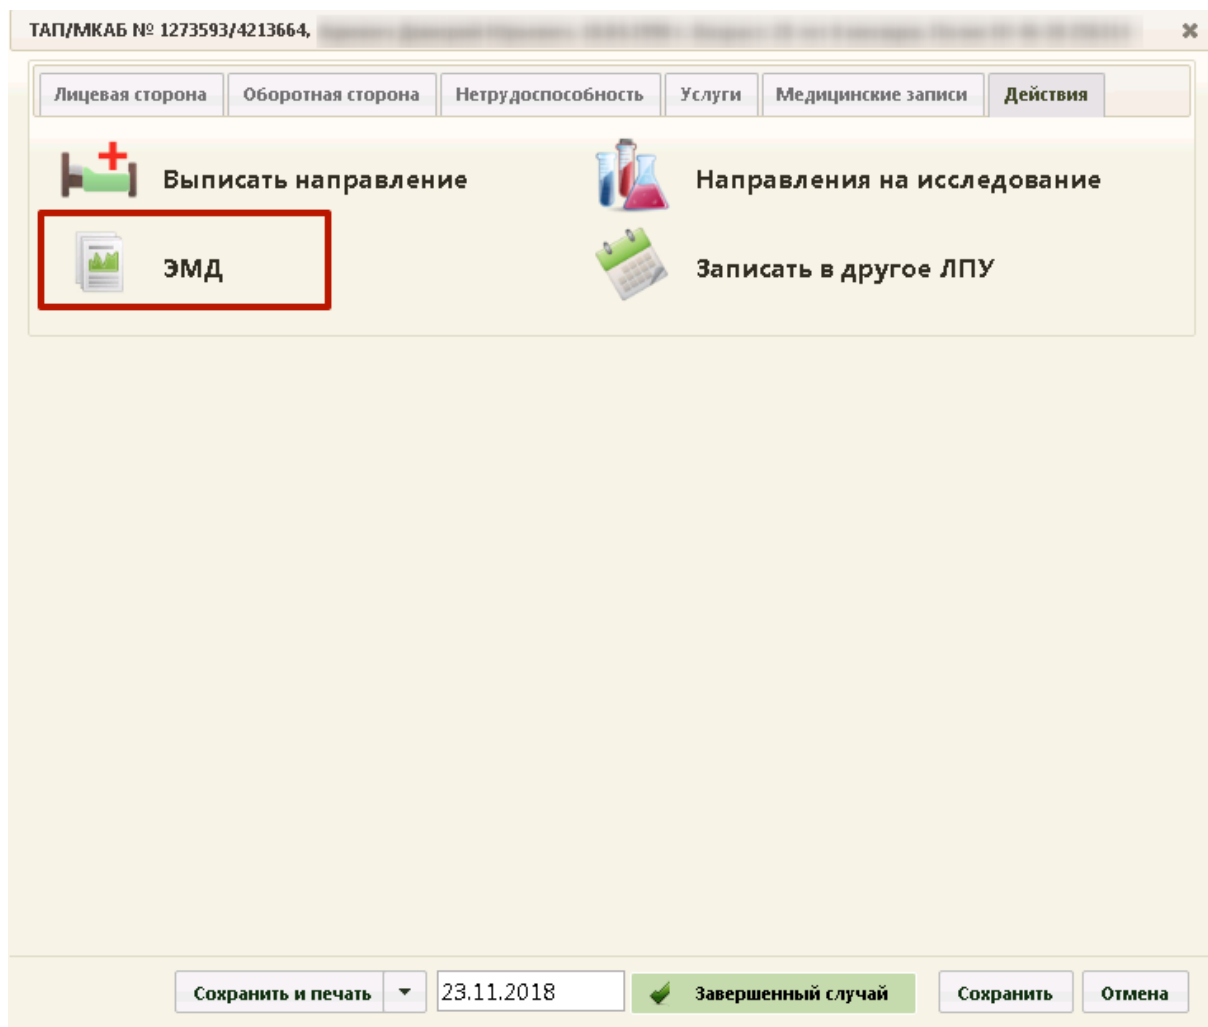 ТАП/МКАБ № 1273593/4213664,
Лицевая сторона Оборотная сторона Нетрудоспособность Услуги Медицинские записи Действия
Выписать направление Направления на исследование
ЭМД Записать в другое ЛПУ
Сохранить и печать 23.11.2018 Завершенный случай Сохранить Отмена